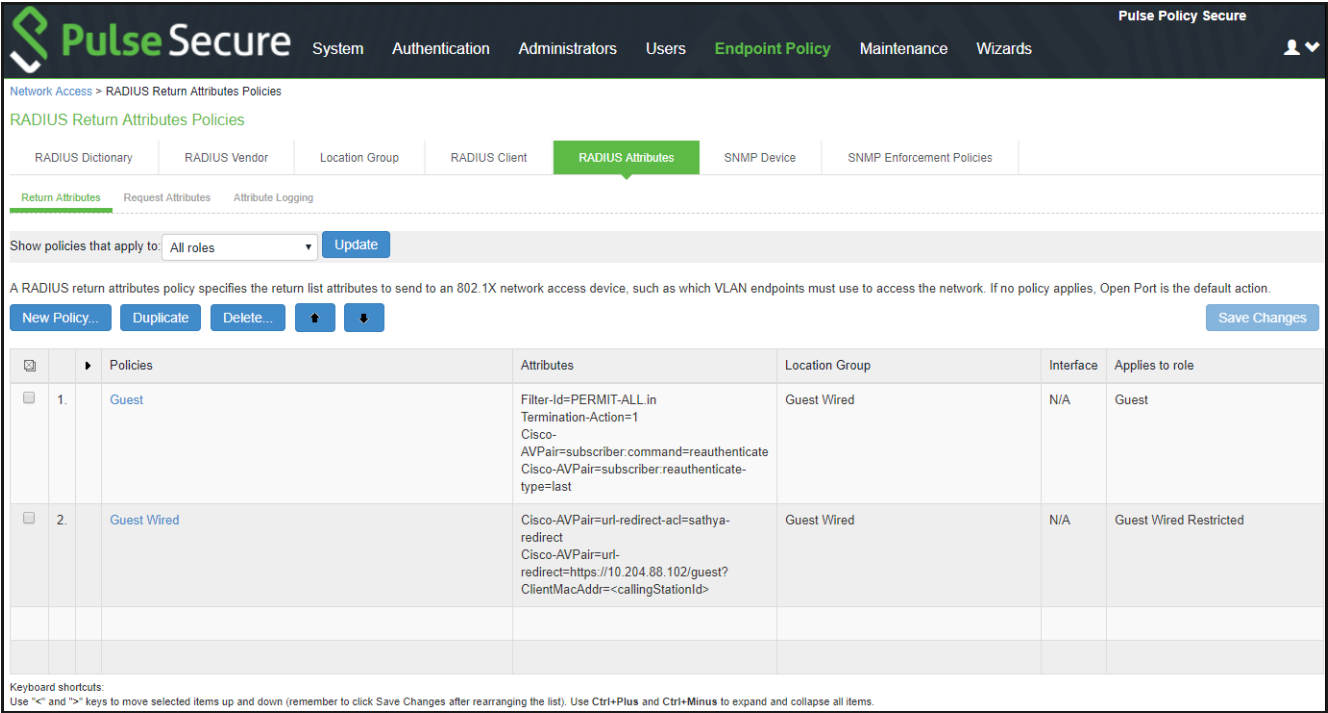 Pulse Policy Secure
Pulse Secure System Authentication Administrators Users Endpoint Policy Maintenance Wizards
Network Access > RADIUS Return Attributes Policies
RADIUS Return Attributes Policies
RADIUS Dictionary RADIUS Vendor Location Group RADIUS Client RADIUS Attributes SNMP Device SNMP Enforcement Policies
Return Attributes Request Attributes Attribute Logging
Show policies that apply to: All roles Update
A RADIUS return attributes policy specifies the return list attributes to send to an 802.1X network access device, such as which VLAN endpoints must use to access the network. If no policy applies, Open Port is the default action.
New Policy... Duplicate Delete... Save Changes
Policies Attributes Location Group Interface Applies to role
1. Guest Filter-Id=PERMIT-ALL.in Guest Wired N/A Guest
Termination-Action=1
Cisco-
AVPair=subscriber:command=reauthenticate
Cisco-AVPair=subscriber:reauthenticate-
type=last
2. Guest Wired Cisco-AVPair=url-redirect-acl=sathya- Guest Wired N/A Guest Wired Restricted
redirect
Cisco-AVPair=url-
redirect=https://10.204.88.102/guest?
ClientMacAddr=<callingStationId>
Keyboard shortcuts:
Use "<" and ">" keys to move selected items up and down (remember to click Save Changes after rearranging the list). Use Ctrl+Plus and Ctrl+Minus to expand and collapse all items.